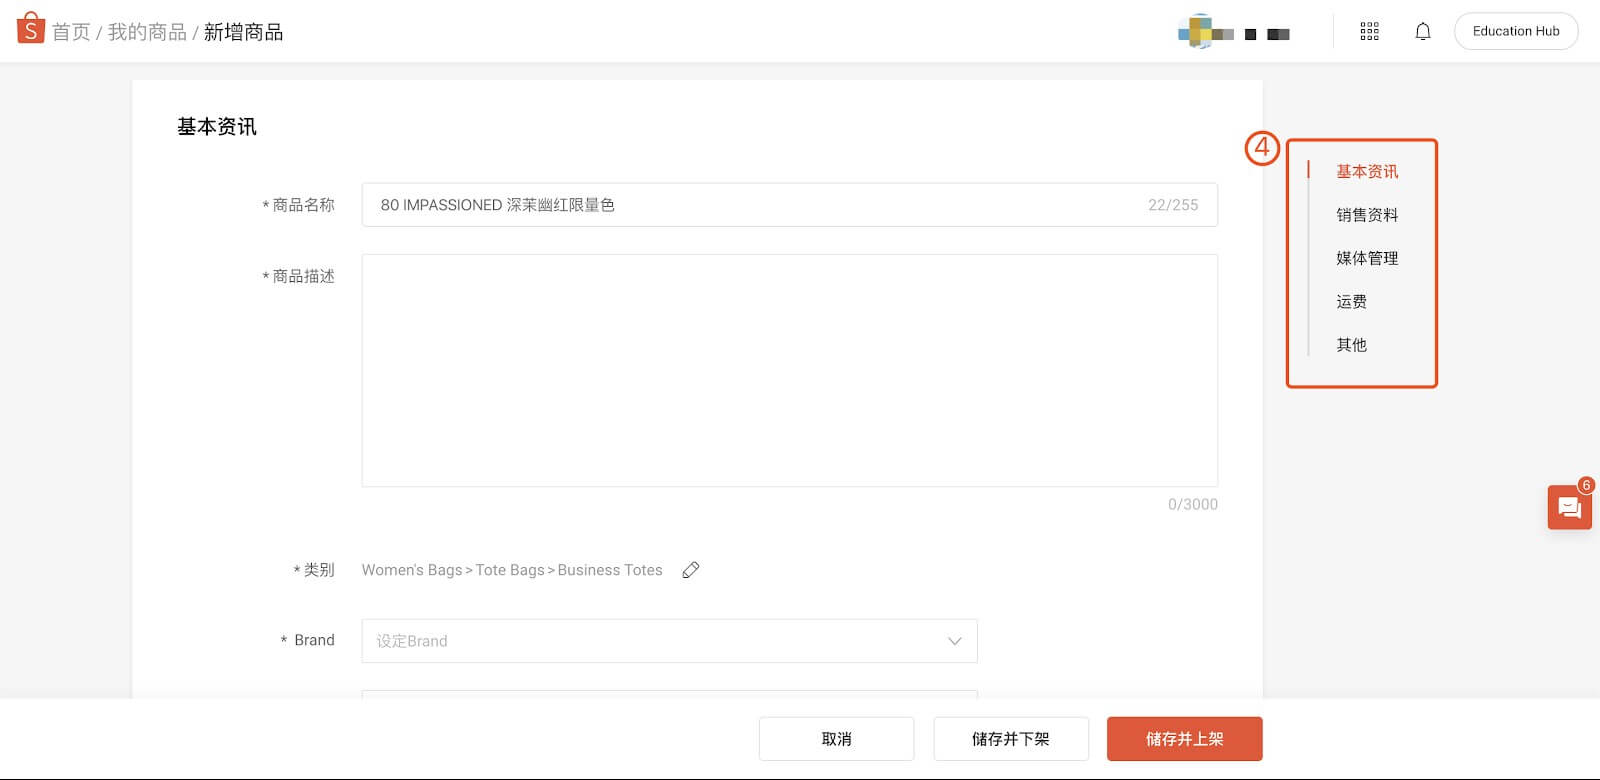 首页 / 我的商品 / 新增商品
Education Hub
基本资讯
* 商品名称
80 IMPASSIONED 深茉幽红限量色
22/255
* 商品描述
0/3000
* 类别
Women's Bags > Tote Bags > Business Totes
* Brand
设定Brand
④
基本资讯
销售资料
媒体管理
运费
其他
6
取消
储存并下架
储存并上架